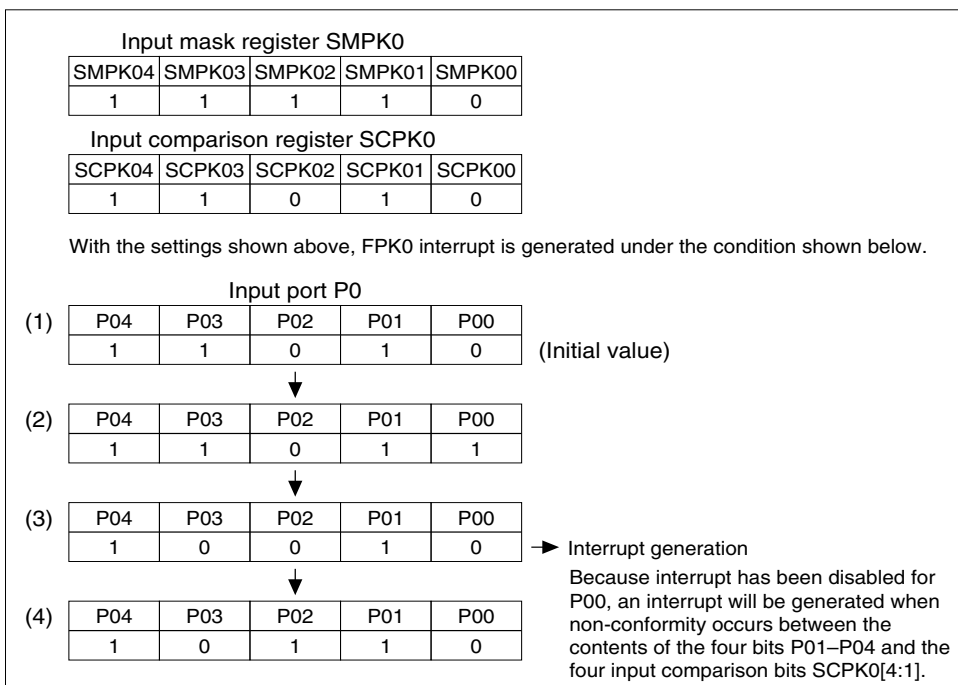 Input mask register SMPK0
SMPK04 SMPK03 SMPK02 SMPK01 SMPK00
1 1 1 1 0
Input comparison register SCPK0
SCPK04 SCPK03 SCPK02 SCPK01 SCPK00
1 1 0 1 0
With the settings shown above, FPK0 interrupt is generated under the condition shown below.
Input port P0
(1) P04 P03 P02 P01 P00
1 1 0 1 0 (Initial value)
(2) P04 P03 P02 P01 P00
1 1 0 1 1
(3) P04 P03 P02 P01 P00
1 0 0 1 0 Interrupt generation
Because interrupt has been disabled for
P00, an interrupt will be generated when
non-conformity occurs between the
contents of the four bits P01–P04 and the
four input comparison bits SCPK0[4:1].
(4) P04 P03 P02 P01 P00
1 0 1 1 0